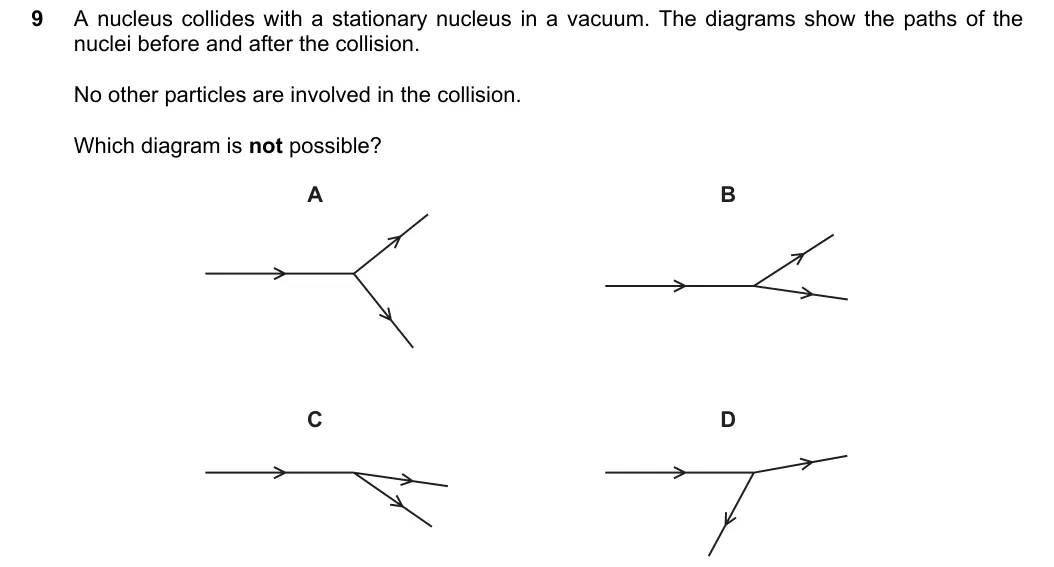 9 A nucleus collides with a stationary nucleus in a vacuum. The diagrams show the paths of the
nuclei before and after the collision.
No other particles are involved in the collision.
Which diagram is not possible?
A
B
C
D